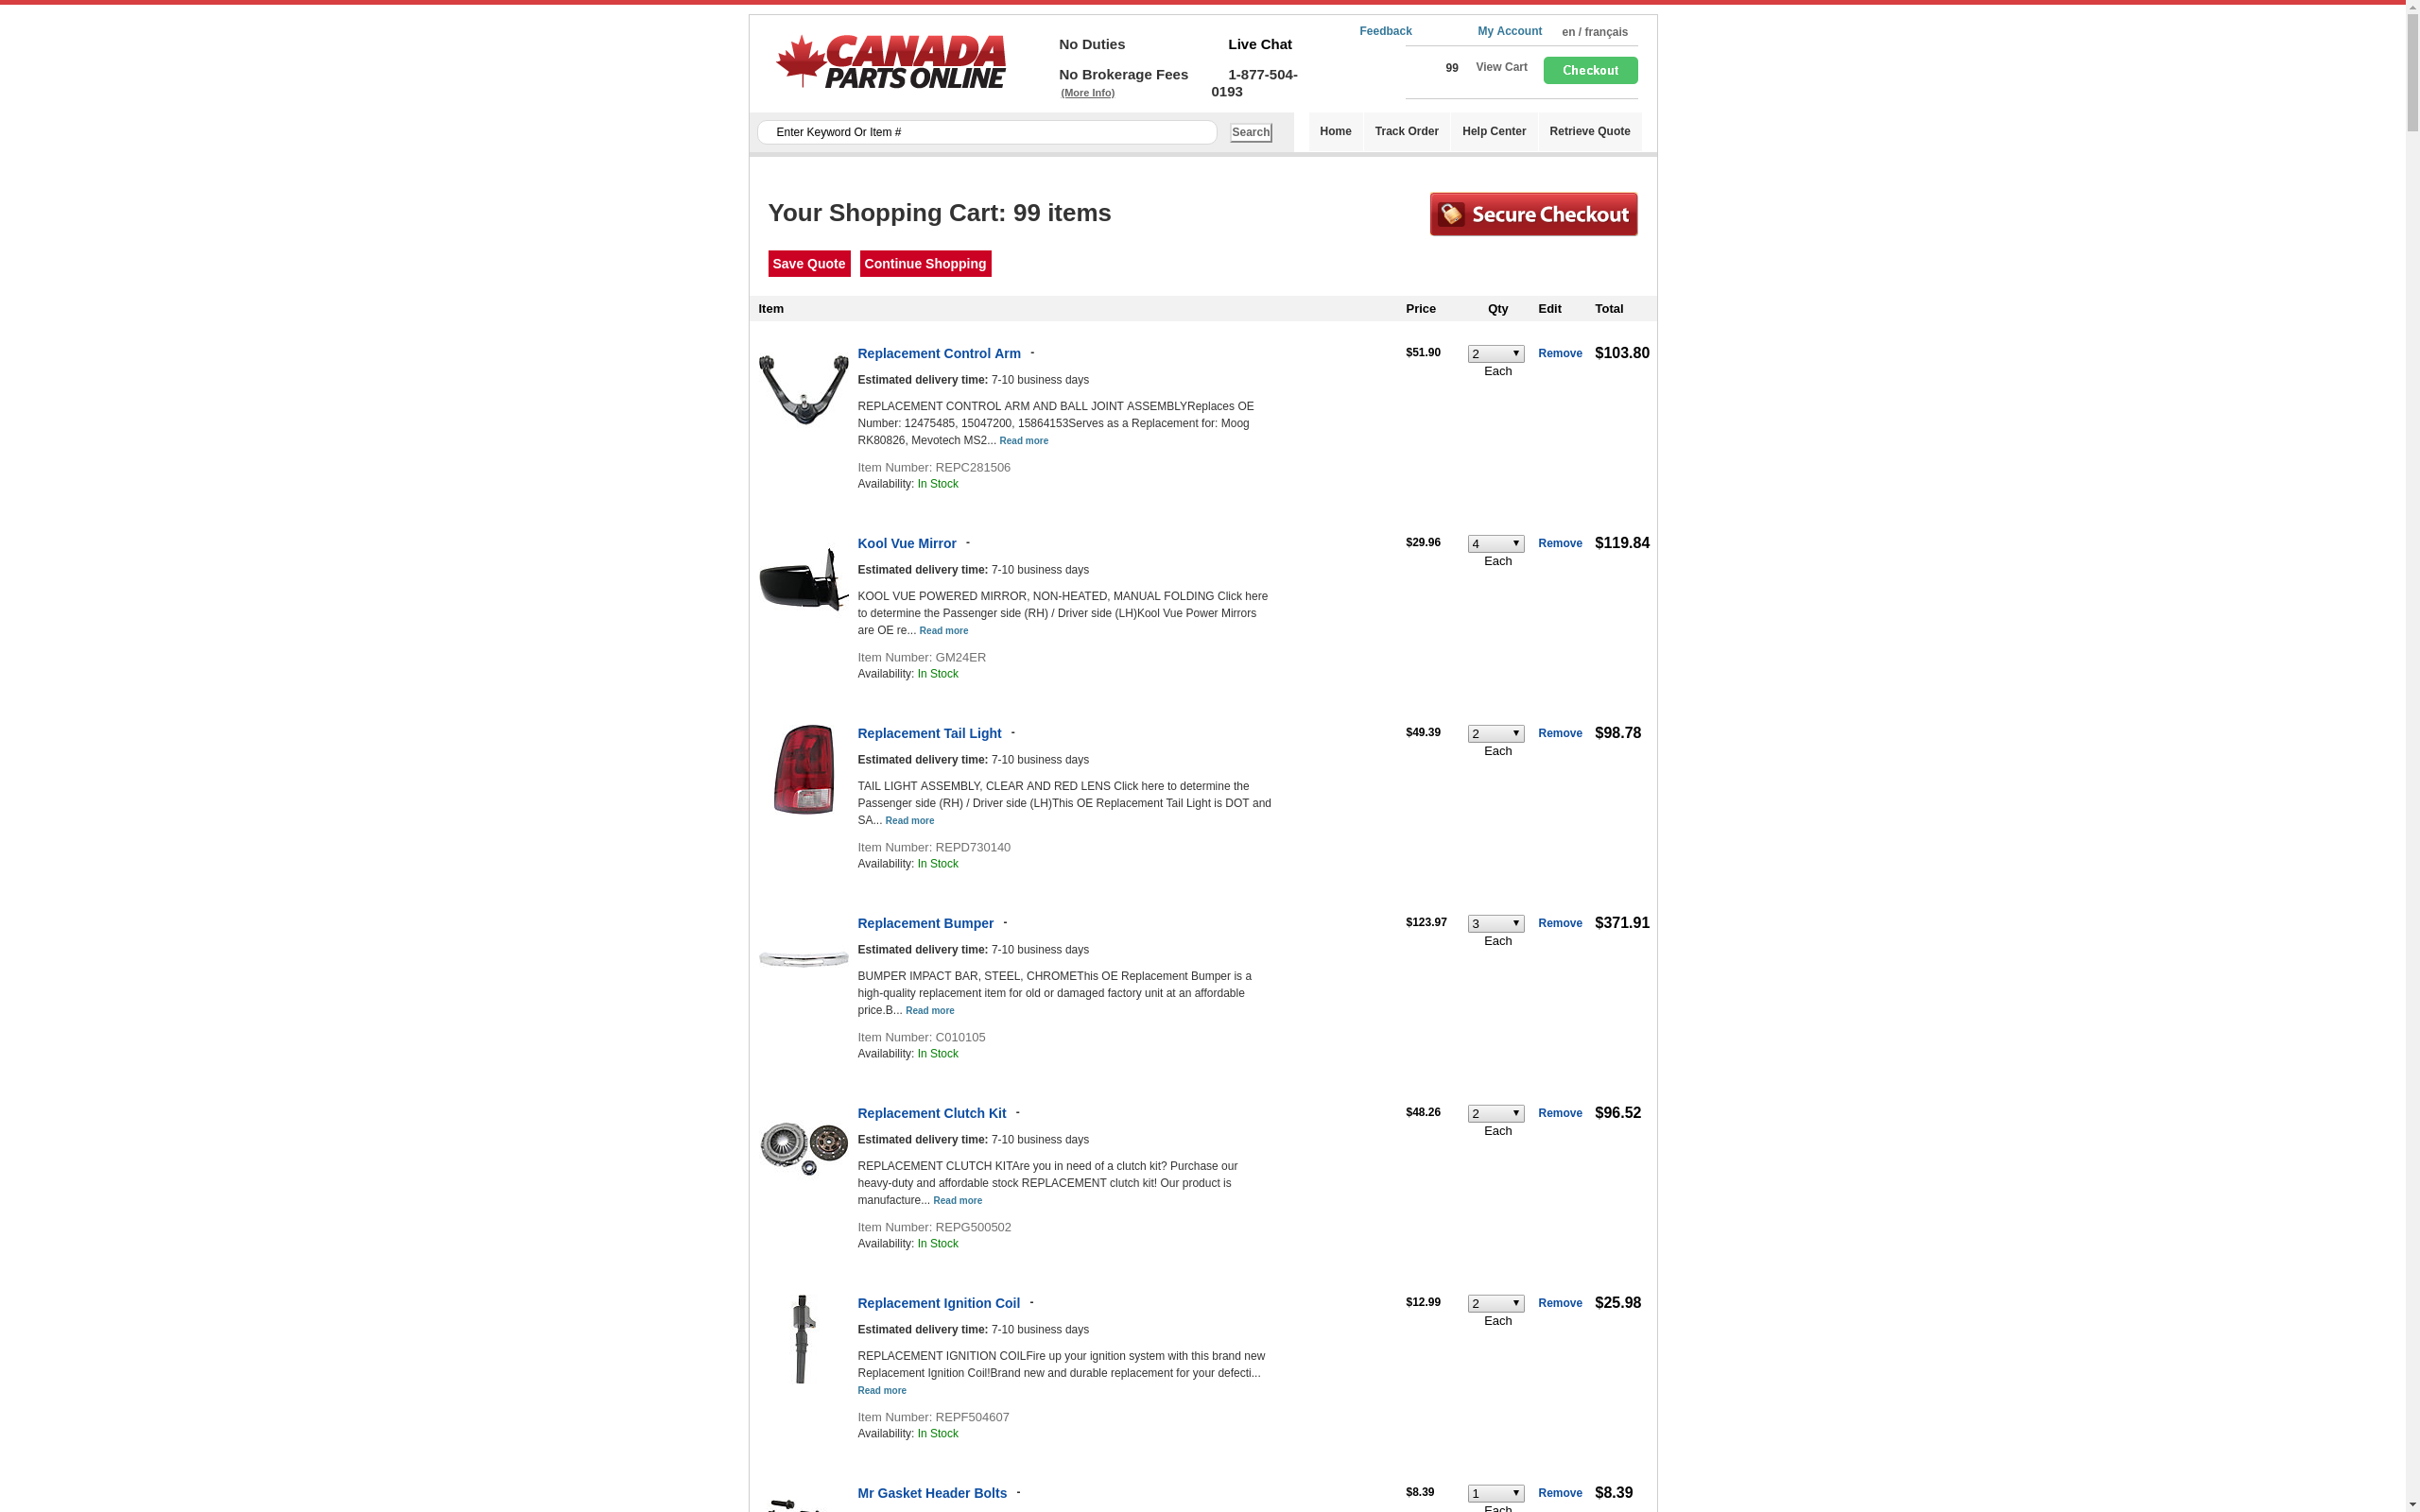 CANADA
PARTS ONLINE
No Duties
No Brokerage Fees
(More Info)
Live Chat
1-877-504-
0193
Feedback
My Account
en / français
99
View Cart
Checkout
Enter Keyword Or Item #
Search
Home
Track Order
Help Center
Retrieve Quote
Your Shopping Cart: 99 items
Secure Checkout
Save Quote
Continue Shopping
Item Price Qty Edit Total
Replacement Control Arm - $51.90 2 Remove $103.80
Each
Estimated delivery time: 7-10 business days
REPLACEMENT CONTROL ARM AND BALL JOINT ASSEMBLYReplaces OE
Number: 12475485, 15047200, 15864153Serves as a Replacement for: Moog
RK80826, Mevotech MS2... Read more
Item Number: REPC281506
Availability: In Stock
Kool Vue Mirror - $29.96 4 Remove $119.84
Each
Estimated delivery time: 7-10 business days
KOOL VUE POWERED MIRROR, NON-HEATED, MANUAL FOLDING Click here
to determine the Passenger side (RH) / Driver side (LH)Kool Vue Power Mirrors
are OE re... Read more
Item Number: GM24ER
Availability: In Stock
Replacement Tail Light - $49.39 2 Remove $98.78
Each
Estimated delivery time: 7-10 business days
TAIL LIGHT ASSEMBLY, CLEAR AND RED LENS Click here to determine the
Passenger side (RH) / Driver side (LH)This OE Replacement Tail Light is DOT and
SA... Read more
Item Number: REPD730140
Availability: In Stock
Replacement Bumper - $123.97 3 Remove $371.91
Each
Estimated delivery time: 7-10 business days
BUMPER IMPACT BAR, STEEL, CHROMEThis OE Replacement Bumper is a
high-quality replacement item for old or damaged factory unit at an affordable
price.B... Read more
Item Number: C010105
Availability: In Stock
Replacement Clutch Kit - $48.26 2 Remove $96.52
Each
Estimated delivery time: 7-10 business days
REPLACEMENT CLUTCH KITAre you in need of a clutch kit? Purchase our
heavy-duty and affordable stock REPLACEMENT clutch kit! Our product is
manufacture... Read more
Item Number: REPG500502
Availability: In Stock
Replacement Ignition Coil - $12.99 2 Remove $25.98
Each
Estimated delivery time: 7-10 business days
REPLACEMENT IGNITION COILFire up your ignition system with this brand new
Replacement Ignition Coil!Brand new and durable replacement for your defecti...
Read more
Item Number: REPF504607
Availability: In Stock
Mr Gasket Header Bolts - $8.39 1 Remove $8.39
Each